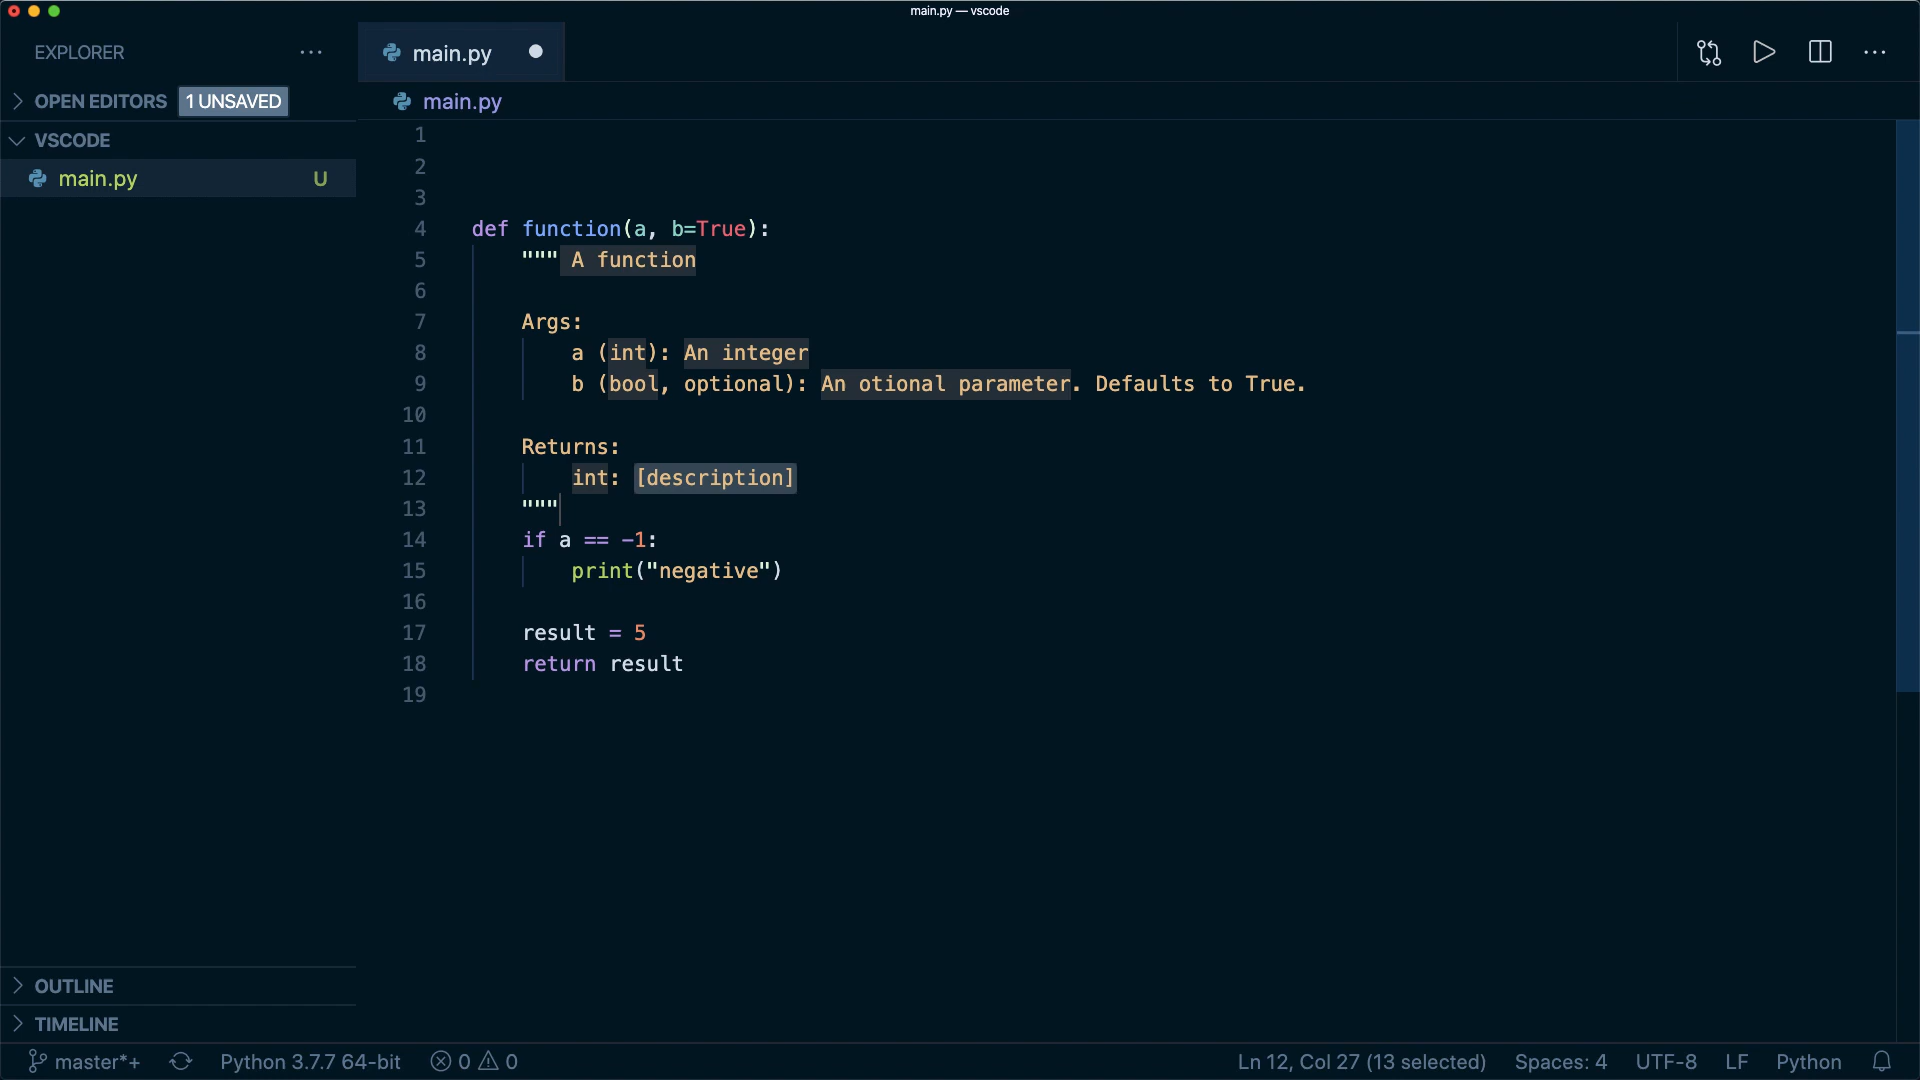 main.py — vscode
EXPLORER
main.py
OPEN EDITORS 1 UNSAVED
main.py
VSCODE
main.py U
1
2
3
4 def function(a, b=True):
5 """ A function
6
7 Args:
8 a (int): An integer
9 b (bool, optional): An otional parameter. Defaults to True.
10
11 Returns:
12 int: [description]
13 """
14 if a == -1:
15 print("negative")
16
17 result = 5
18 return result
19
OUTLINE
TIMELINE
master*+ Python 3.7.7 64-bit 0 0 Ln 12, Col 27 (13 selected) Spaces: 4 UTF-8 LF Python